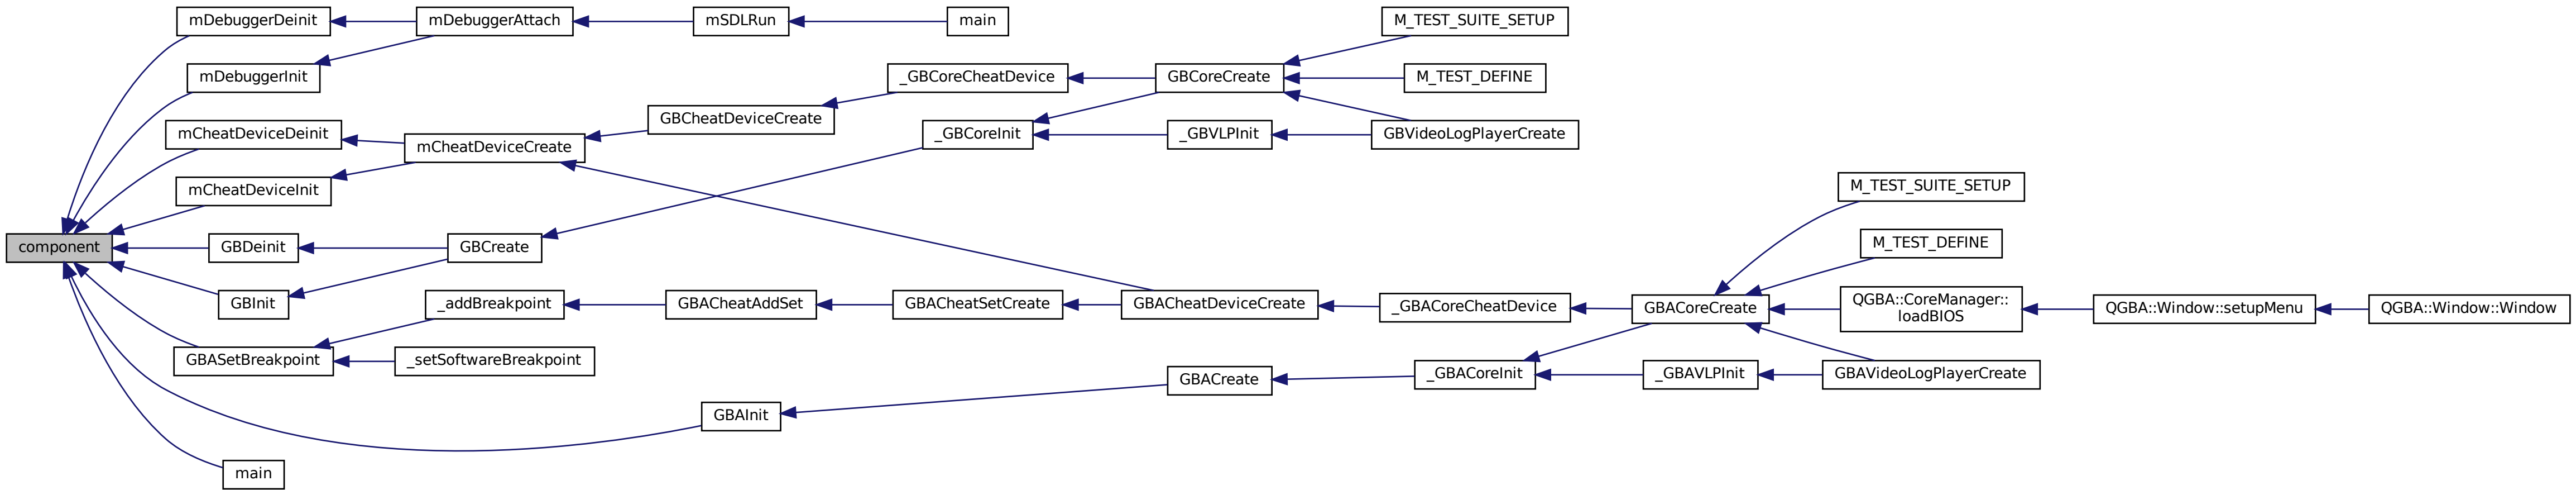 mDebuggerDeinit
mDebuggerAttach
mSDLRun
main
M_TEST_SUITE_SETUP
mDebuggerInit
_GBCoreCheatDevice
GBCoreCreate
M_TEST_DEFINE
GBCheatDeviceCreate
mCheatDeviceDeinit
mCheatDeviceCreate
_GBCoreInit
_GBVLPInit
GBVideoLogPlayerCreate
mCheatDeviceInit
M_TEST_SUITE_SETUP
component
GBDeinit
GBCreate
M_TEST_DEFINE
GBInit
_addBreakpoint
GBACheatAddSet
GBACheatSetCreate
GBACheatDeviceCreate
_GBACoreCheatDevice
GBACoreCreate
QGBA::CoreManager::
loadBIOS
QGBA::Window::setupMenu
QGBA::Window::Window
GBASetBreakpoint
_setSoftwareBreakpoint
GBACreate
_GBACoreInit
_GBAVLPInit
GBAVideoLogPlayerCreate
GBAInit
main